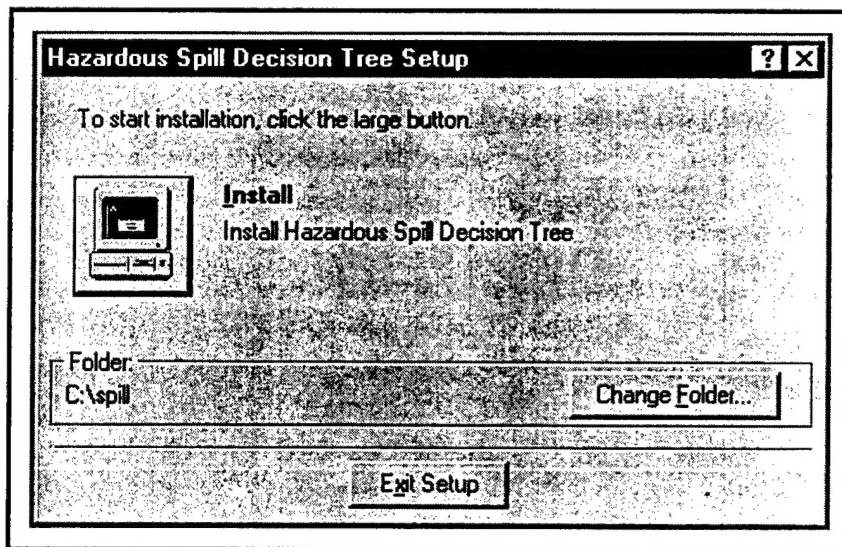 Hazardous Spill Decision Tree Setup
To start installation, click the large button.
Install
Install Hazardous Spill Decision Tree
Folder:
C:\spill
Change Folder...
Exit Setup